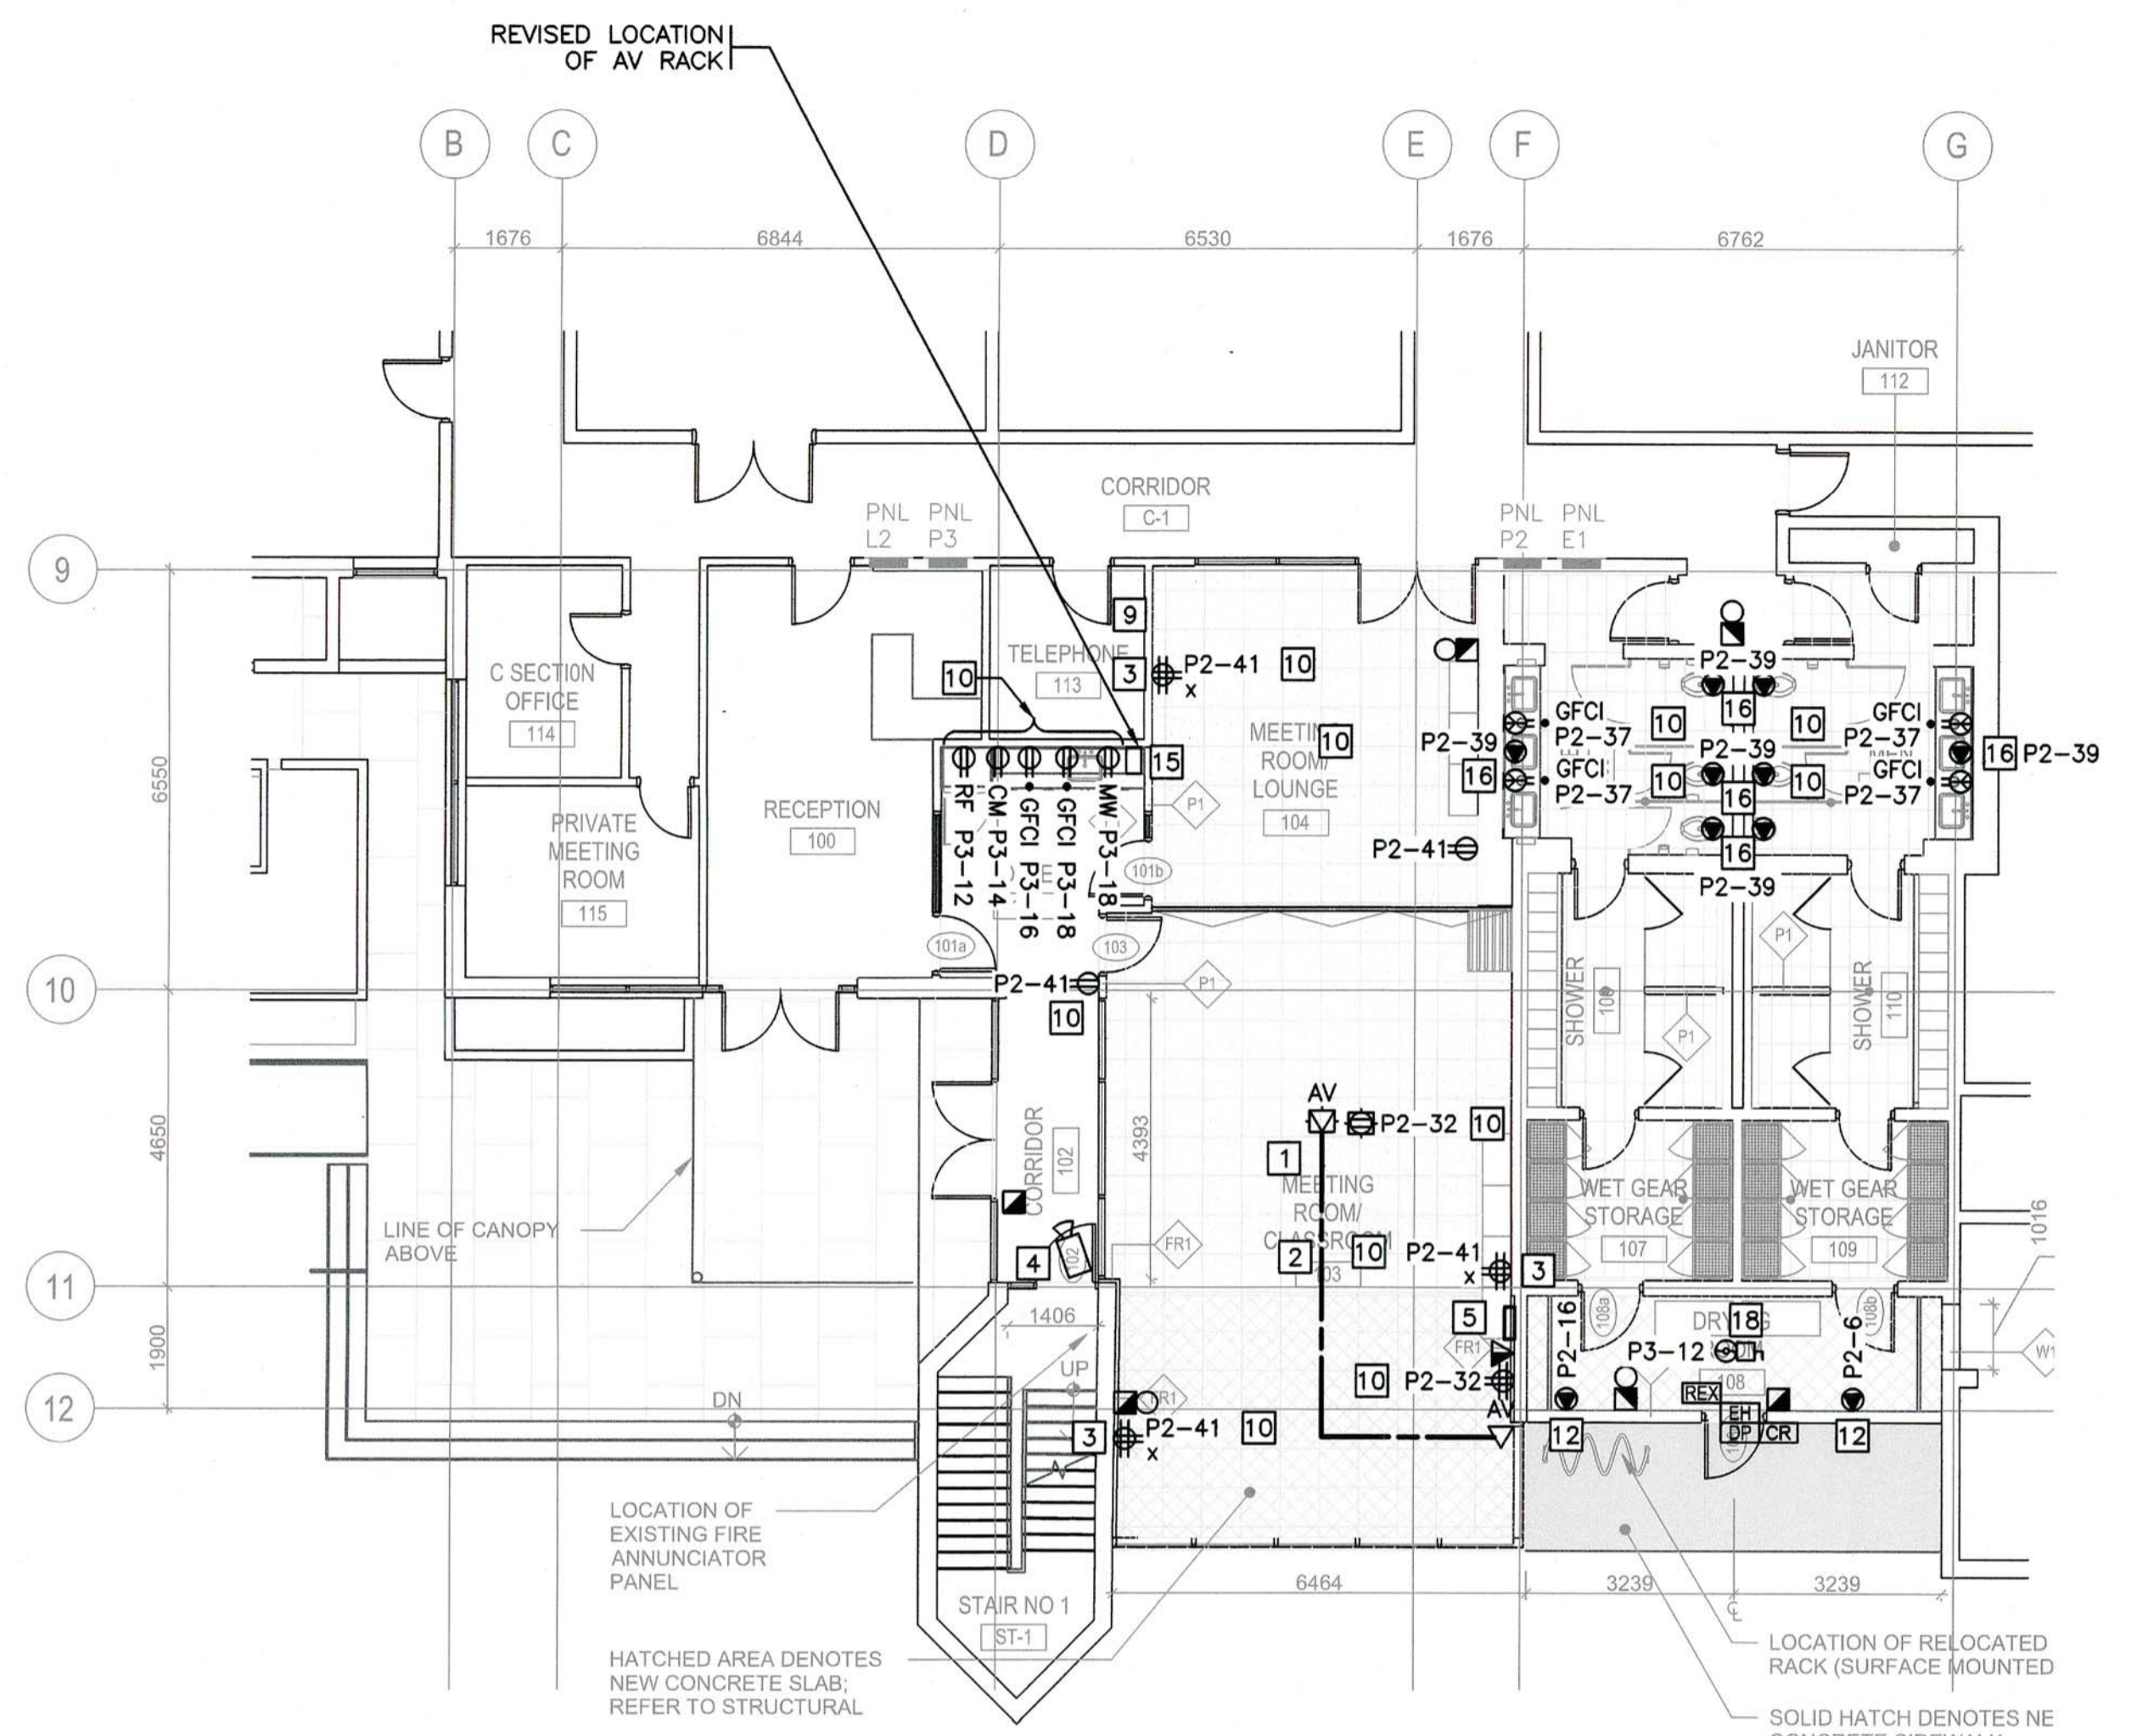 REVISED LOCATION
OF AV RACK
B
C
D
E
F
G
1676
6844
6530
1676
6762
JANITOR
112
CORRIDOR
C-1
PNL L2
PNL P3
PNL P2
PNL E1
9
9
C SECTION
OFFICE
114
TELEPHONE
113
3
P2-41
x
10
10
10
MEETING
ROOM/
LOUNGE
104
P2-39
16
15
P2-39
16
GFCI
P2-37
10
10
GFCI
P2-37
P2-39
16
P2-39
GFCI
P2-37
10
16
10
GFCI
P2-37
16
P2-39
6550
RECEPTION
100
PRIVATE
MEETING
ROOM
115
RF P3-12
CM P3-14
GFCI P3-16
GFCI P3-18
MW P3-18
P1
P2-41
101b
101a
103
P1
SHOWER
SHOWER
110
P1
P1
10
P2-41
10
4650
4393
CORRIDOR
102
AV
P2-32
10
1
MEETING
ROOM/
CLASSROOM
103
2
10
P2-41
x
3
WET GEAR
STORAGE
107
WET GEAR
STORAGE
109
1016
LINE OF CANOPY
ABOVE
4
102
FR1
11
1900
1406
UP
5
FR1
10
P2-32
AV
P2-16
108a
18
P3-12
108
108b
P2-6
REX
EH
DP
CR
12
12
W1
12
DN
FR1
3
P2-41
x
10
LOCATION OF
EXISTING FIRE
ANNUNCIATOR
PANEL
6464
3239
3239
STAIR NO 1
ST-1
HATCHED AREA DENOTES
NEW CONCRETE SLAB;
REFER TO STRUCTURAL
LOCATION OF RELOCATED
RACK (SURFACE MOUNTED
SOLID HATCH DENOTES NE